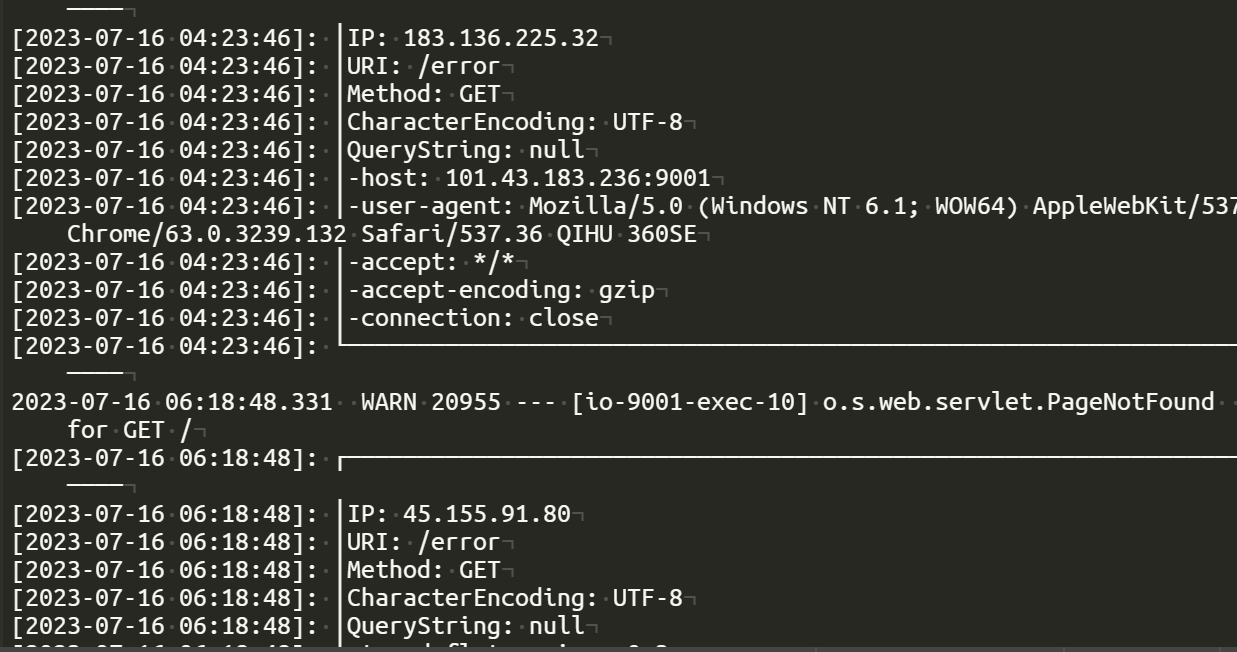 [2023-07-16 04:23:46]: IP: 183.136.225.32
[2023-07-16 04:23:46]: URI: /error
[2023-07-16 04:23:46]: Method: GET
[2023-07-16 04:23:46]: CharacterEncoding: UTF-8
[2023-07-16 04:23:46]: QueryString: null
[2023-07-16 04:23:46]: -host: 101.43.183.236:9001
[2023-07-16 04:23:46]: -user-agent: Mozilla/5.0 (Windows NT 6.1; WOW64) AppleWebKit/537
Chrome/63.0.3239.132 Safari/537.36 QIHU 360SE
[2023-07-16 04:23:46]: -accept: */*
[2023-07-16 04:23:46]: -accept-encoding: gzip
[2023-07-16 04:23:46]: -connection: close
[2023-07-16 04:23:46]:
2023-07-16 06:18:48.331  WARN 20955 --- [io-9001-exec-10] o.s.web.servlet.PageNotFound
for GET /
[2023-07-16 06:18:48]:
[2023-07-16 06:18:48]: IP: 45.155.91.80
[2023-07-16 06:18:48]: URI: /error
[2023-07-16 06:18:48]: Method: GET
[2023-07-16 06:18:48]: CharacterEncoding: UTF-8
[2023-07-16 06:18:48]: QueryString: null